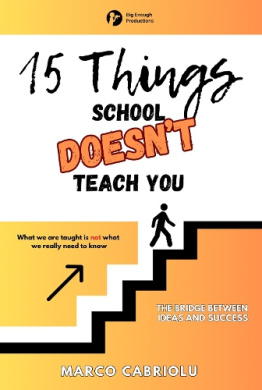 Big Enough
Productions
15 Things
SCHOOL
DOESN'T
TEACH YOU
What we are taught is not what
we really need to know
THE BRIDGE BETWEEN
IDEAS AND SUCCESS
MARCO CABRIOLU